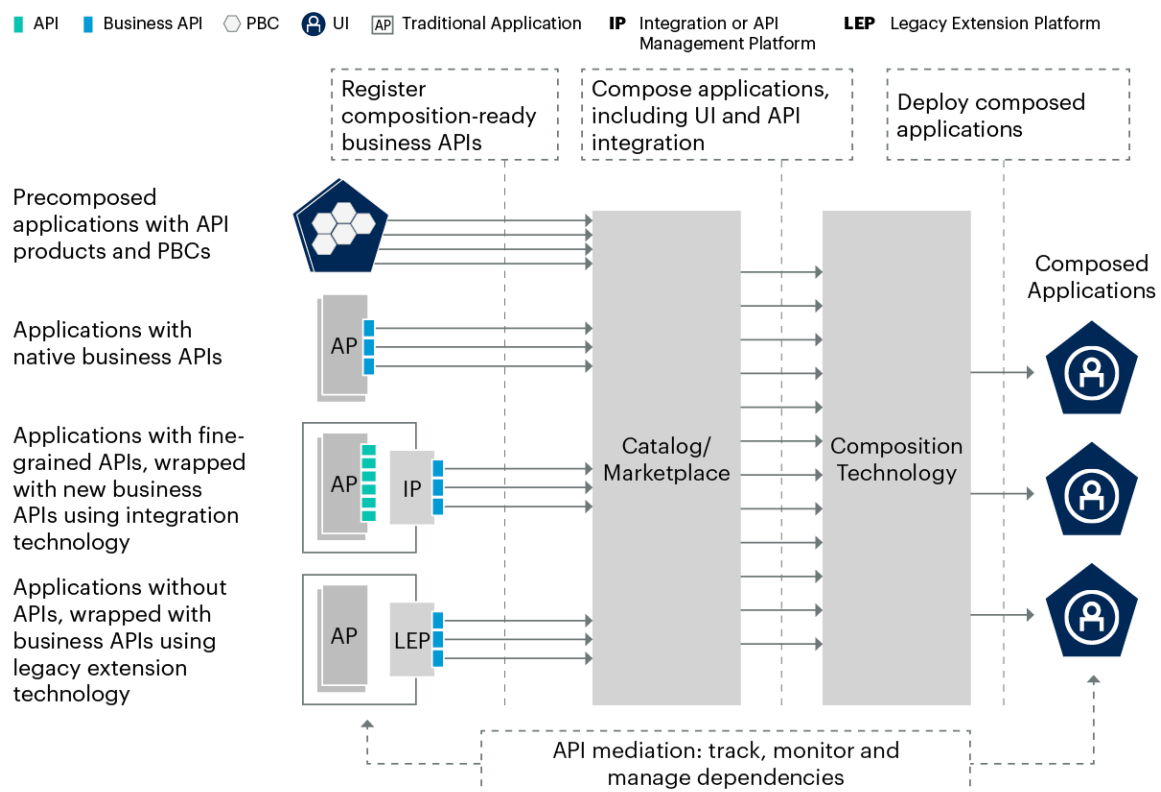 API
Business API
PBC
UI
AP
Traditional Application
IP
Integration or API
Management Platform
LEP
Legacy Extension Platform
Register
composition-ready
business APIs
Compose applications,
including UI and API
integration
Deploy composed
applications
Precomposed
applications with API
products and PBCs
Applications with
native business APIs
AP
Applications with fine-
grained APIs, wrapped
with new business
APIs using integration
technology
AP
IP
Applications without
APIs, wrapped with
business APIs using
legacy extension
technology
AP
LEP
Catalog/
Marketplace
Composition
Technology
Composed
Applications
API mediation: track, monitor and
manage dependencies